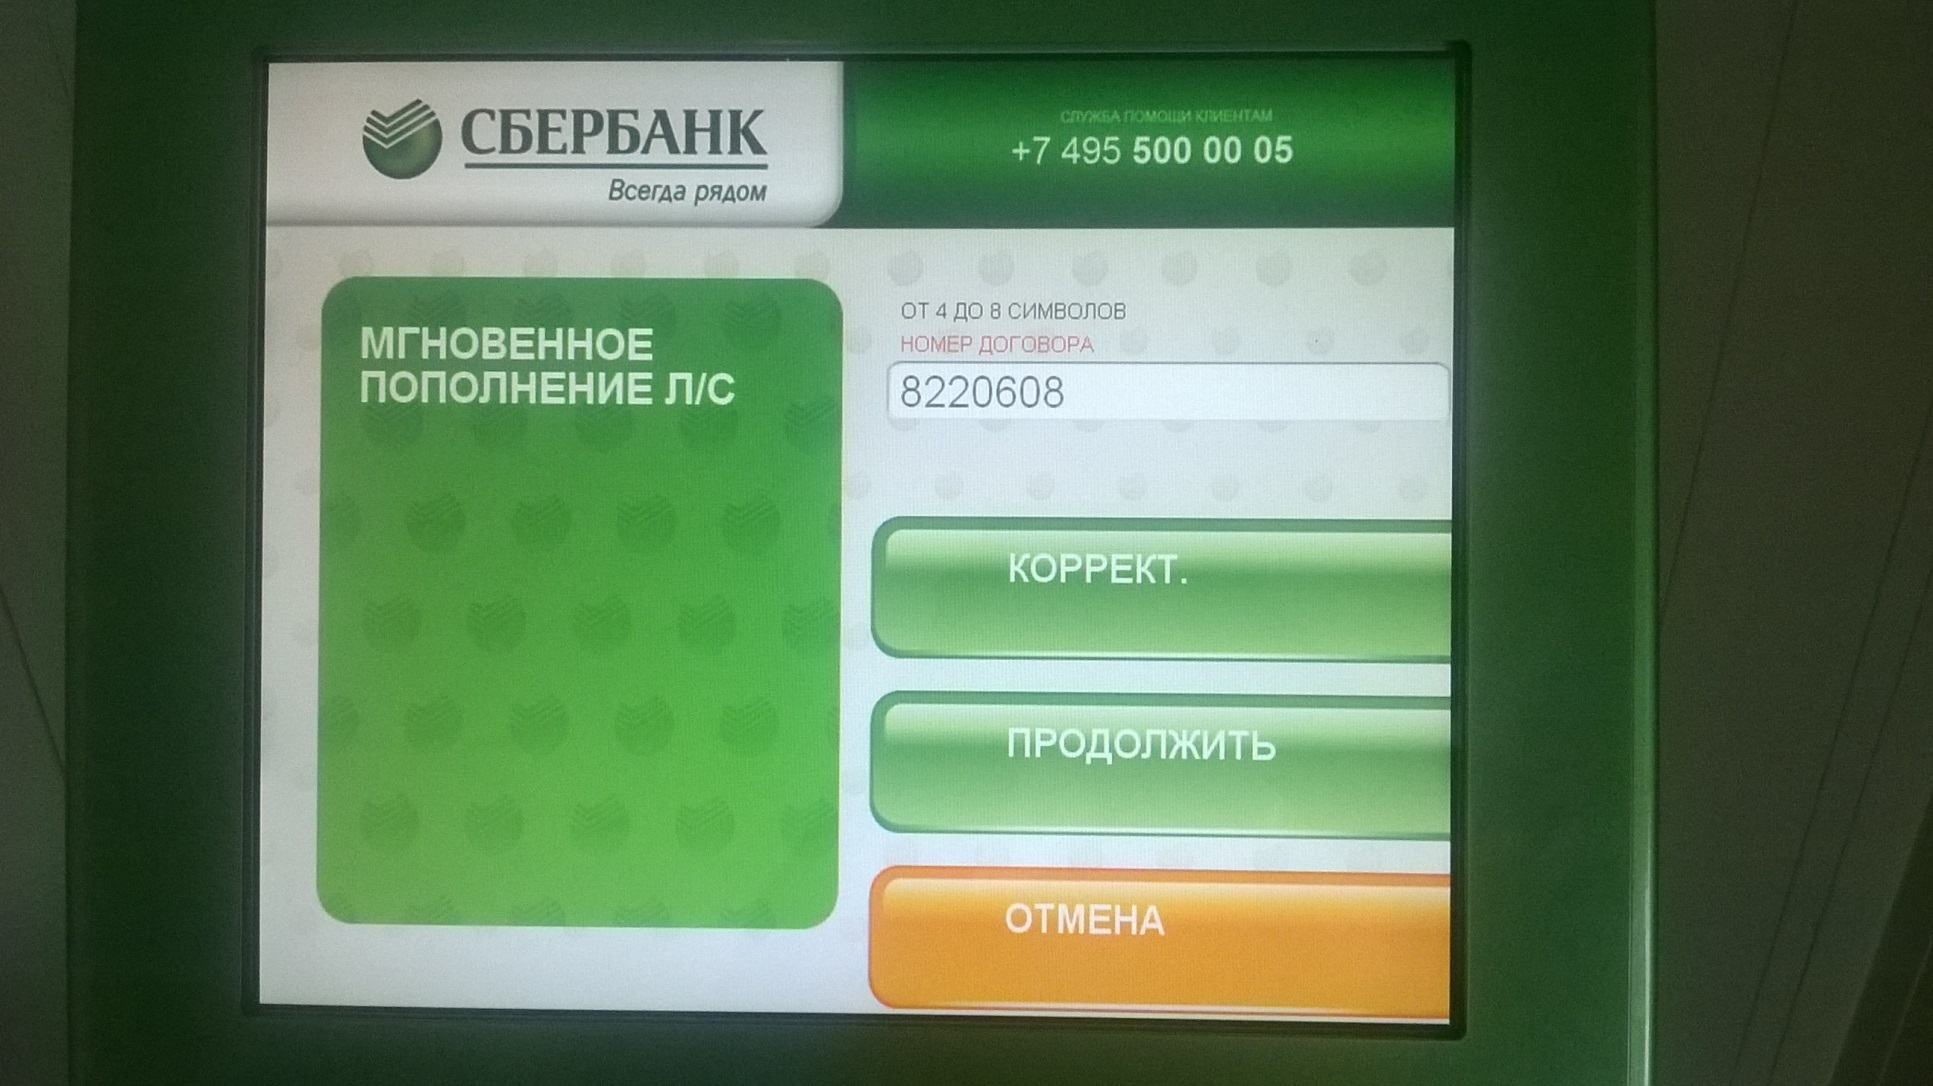 СБЕРБАНК
Всегда рядом
СЛУЖБА ПОМОЩИ КЛИЕНТАМ
+7 495 500 00 05
МГНОВЕННОЕ
ПОПОЛНЕНИЕ Л/С
ОТ 4 ДО 8 СИМВОЛОВ
НОМЕР ДОГОВОРА
8220608
КОРРЕКТ.
ПРОДОЛЖИТЬ
ОТМЕНА